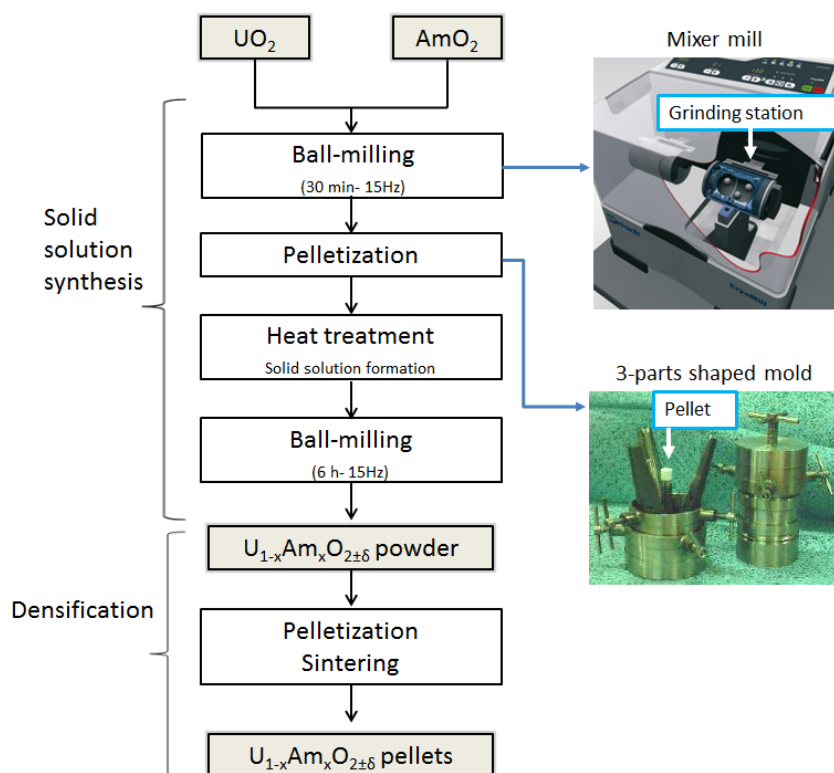 UO₂
AmO₂
Mixer mill
Grinding station
Ball-milling
(30 min- 15Hz)
Solid
solution
synthesis
Pelletization
Heat treatment
Solid solution formation
3-parts shaped mold
Pellet
Ball-milling
(6 h- 15Hz)
U₁₋ₓAmₓO₂±δ powder
Densification
Pelletization
Sintering
U₁₋ₓAmₓO₂±δ pellets
CryoMill